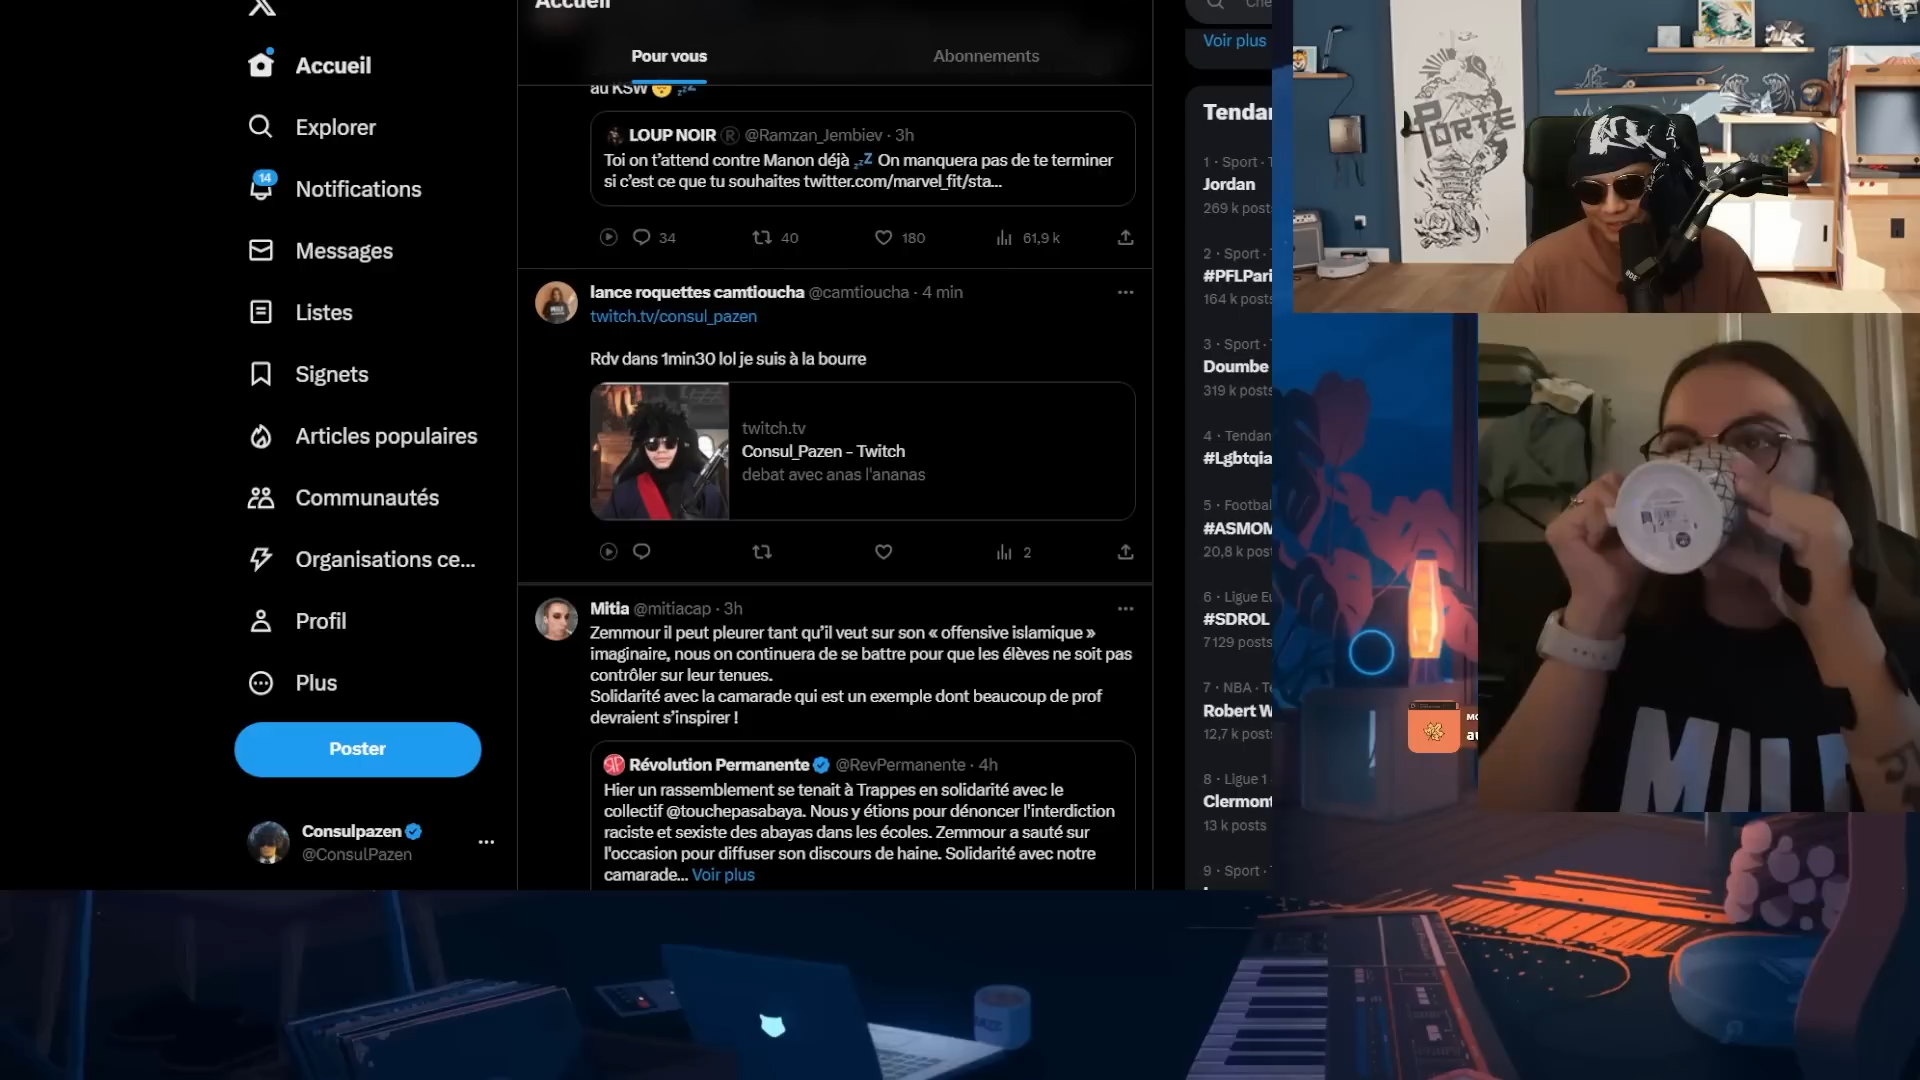 Accueil
Explorer
14
Notifications
Messages
Listes
Signets
Articles populaires
Communautés
Organisations ce...
Profil
Plus
Poster
Consulpazen
@ConsulPazen
Accueil
Pour vous
Abonnements
au KSW
LOUP NOIR ® @Ramzan_Jembiev · 3h
Toi on t'attend contre Manon déjà On manquera pas de te terminer
si c'est ce que tu souhaites twitter.com/marvel_fit/sta...
34
40
180
61,9 k
lance roquettes camtioucha @camtioucha · 4 min
twitch.tv/consul_pazen
Rdv dans 1min30 lol je suis à la bourre
twitch.tv
Consul_Pazen - Twitch
debat avec anas l'ananas
2
Mitia @mitiacap · 3h
Zemmour il peut pleurer tant qu'il veut sur son « offensive islamique »
imaginaire, nous on continuera de se battre pour que les élèves ne soit pas
contrôler sur leur tenues.
Solidarité avec la camarade qui est un exemple dont beaucoup de prof
devraient s'inspirer !
Révolution Permanente @RevPermanente · 4h
Hier un rassemblement se tenait à Trappes en solidarité avec le
collectif @touchepasabaya. Nous y étions pour dénoncer l'interdiction
raciste et sexiste des abayas dans les écoles. Zemmour a sauté sur
l'occasion pour diffuser son discours de haine. Solidarité avec notre
camarade... Voir plus
Che
Voir plus
Tendan
1 · Sport · T
Jordan
269 k posts
2 · Sport ·
#PFLPari
164 k posts
3 · Sport ·
Doumbe
319 k posts
4 · Tendan
#Lgbtqia
5 · Footbal
#ASMOM
20,8 k post
6 · Ligue Eu
#SDROL
7 129 posts
7 · NBA · Te
Robert W
12,7 k posts
8 · Ligue 1
Clermont
13 k posts
9 · Sport ·
PORTE
RØDE
MILF